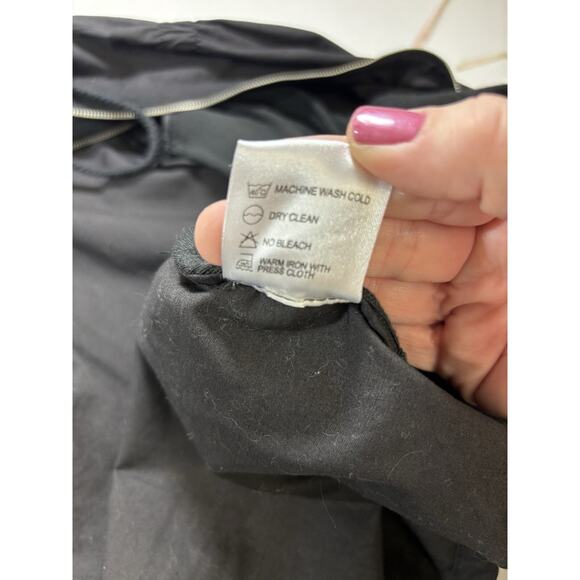 MACHINE WASH COLD
DRY CLEAN
NO BLEACH
WARM IRON WITH
PRESS CLOTH